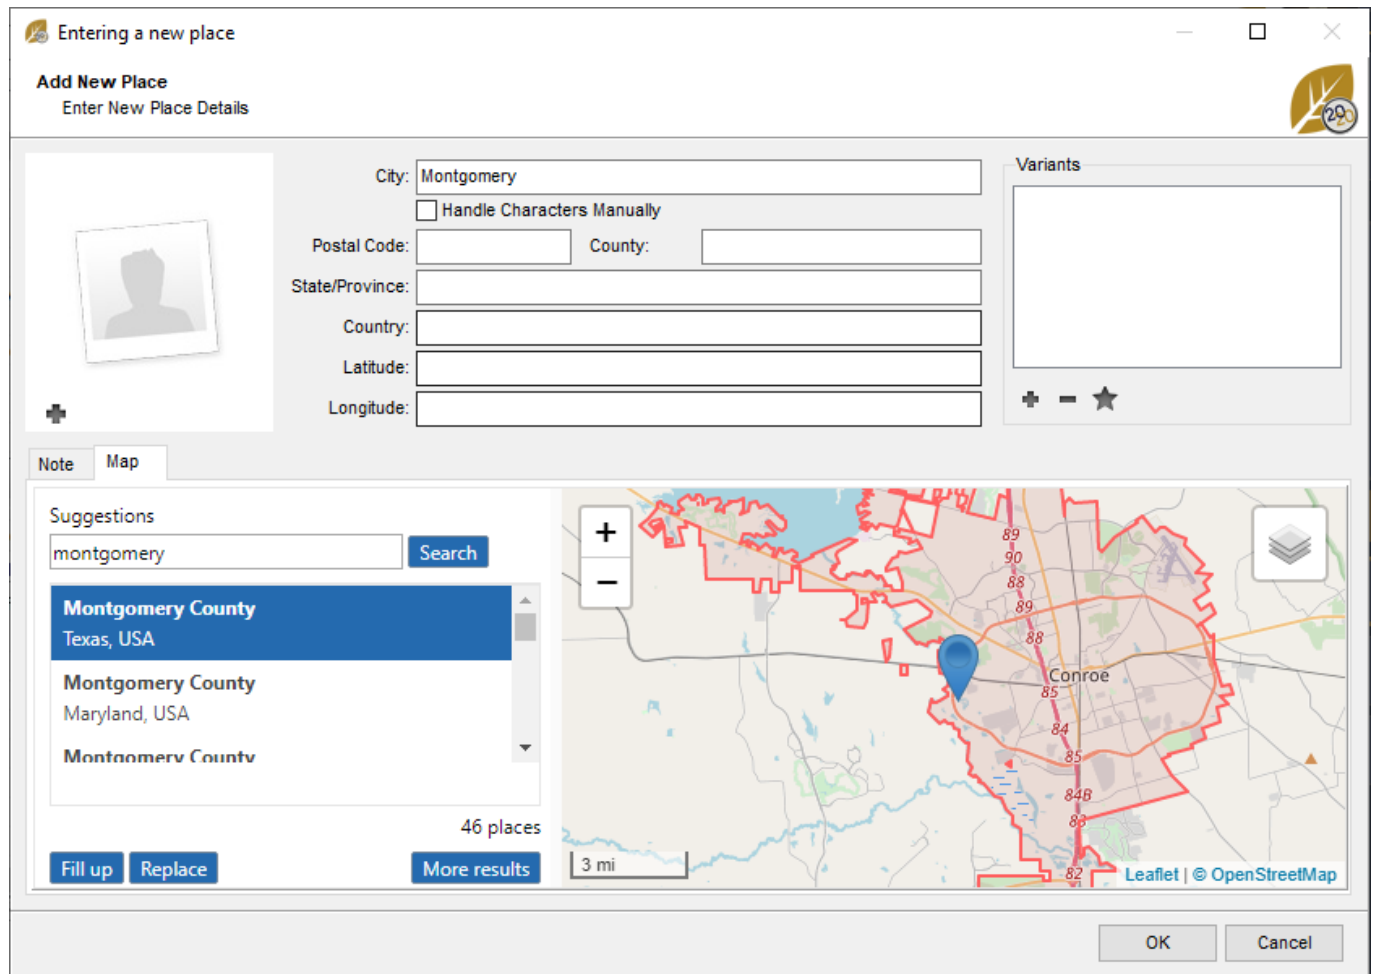 Entering a new place
Add New Place
Enter New Place Details
2020
City: Montgomery
Handle Characters Manually
Postal Code: County:
State/Province:
Country:
Latitude:
Longitude:
Variants
Note Map
Suggestions
montgomery Search
Montgomery County
Texas, USA
Montgomery County
Maryland, USA
Montgomery County
46 places
Fill up Replace More results
+
−
89
90
88
89
88
Conroe
85
84
85
84B
83
82
3 mi
Leaflet | © OpenStreetMap
OK Cancel